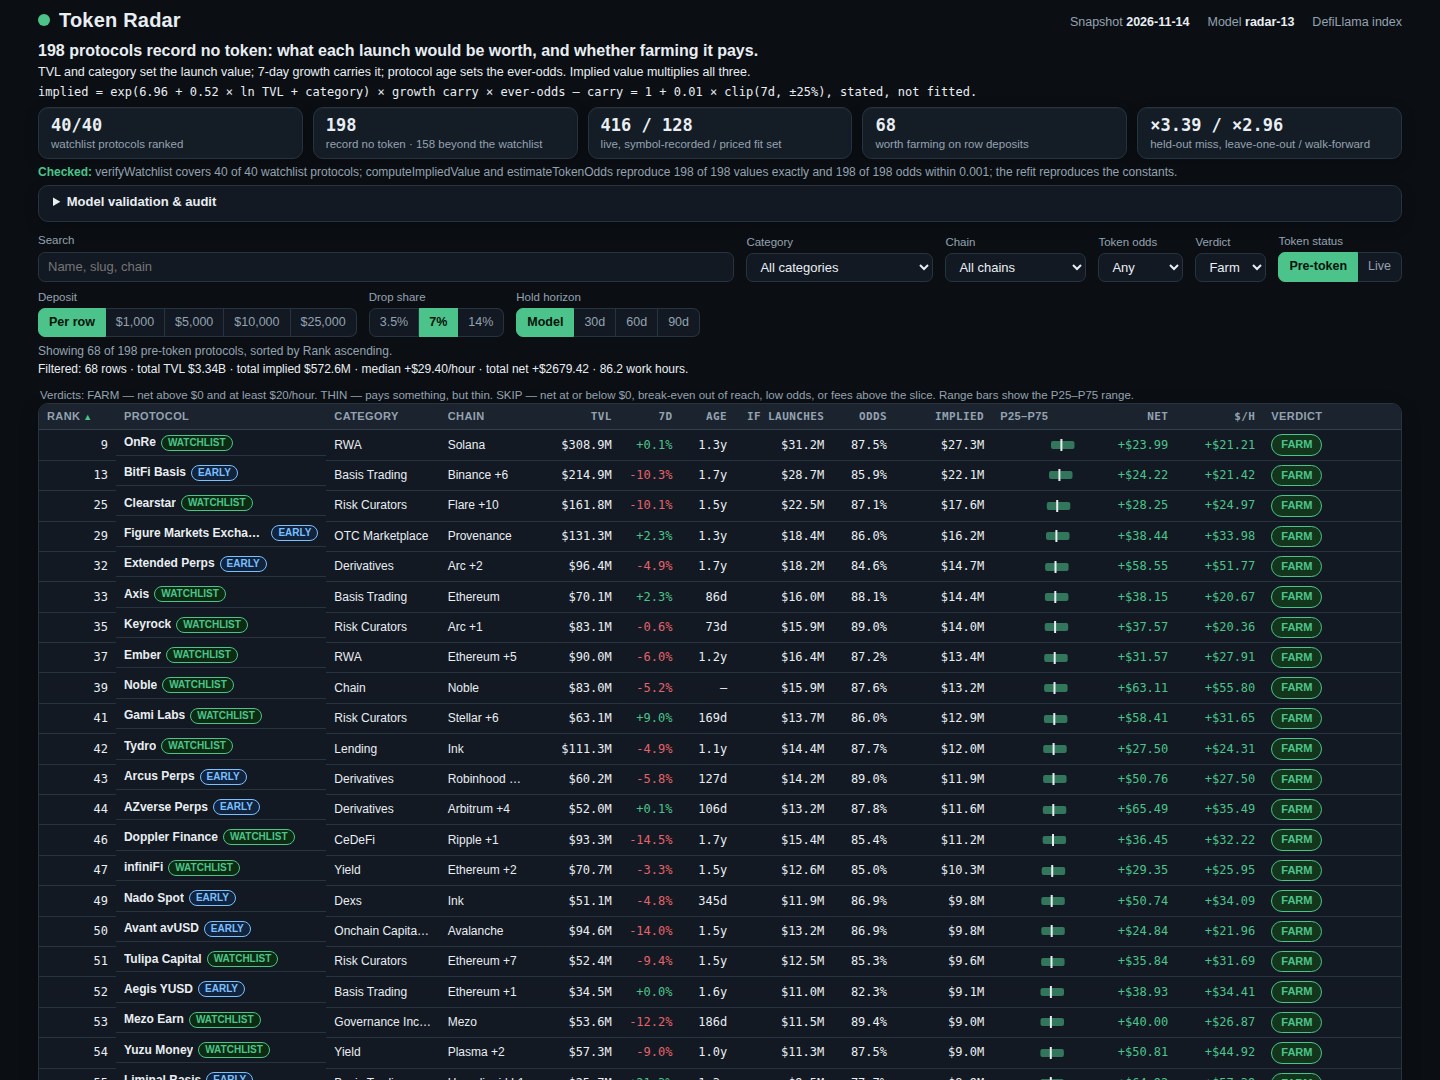 Token Radar
Snapshot 2026-11-14 Model radar-13 DefiLlama index
198 protocols record no token: what each launch would be worth, and whether farming it pays.
TVL and category set the launch value; 7-day growth carries it; protocol age sets the ever-odds. Implied value multiplies all three.
implied = exp(6.96 + 0.52 × ln TVL + category) × growth carry × ever-odds — carry = 1 + 0.01 × clip(7d, ±25%), stated, not fitted.
40/40
watchlist protocols ranked
198
record no token · 158 beyond the watchlist
416 / 128
live, symbol-recorded / priced fit set
68
worth farming on row deposits
×3.39 / ×2.96
held-out miss, leave-one-out / walk-forward
Checked: verifyWatchlist covers 40 of 40 watchlist protocols; computeImpliedValue and estimateTokenOdds reproduce 198 of 198 values exactly and 198 of 198 odds within 0.001; the refit reproduces the constants.
▶ Model validation & audit
Search Category Chain Token odds Verdict Token status
Name, slug, chain All categories All chains Any Farm Pre-token Live
Deposit Drop share Hold horizon
Per row $1,000 $5,000 $10,000 $25,000 3.5% 7% 14% Model 30d 60d 90d
Showing 68 of 198 pre-token protocols, sorted by Rank ascending.
Filtered: 68 rows · total TVL $3.34B · total implied $572.6M · median +$29.40/hour · total net +$2679.42 · 86.2 work hours.
Verdicts: FARM — net above $0 and at least $20/hour. THIN — pays something, but thin. SKIP — net at or below $0, break-even out of reach, low odds, or fees above the slice. Range bars show the P25–P75 range.
RANK ▲ PROTOCOL CATEGORY CHAIN TVL 7D AGE IF LAUNCHES ODDS IMPLIED P25–P75 NET $/H VERDICT
9 OnRe WATCHLIST RWA Solana $308.9M +0.1% 1.3y $31.2M 87.5% $27.3M +$23.99 +$21.21 FARM
13 BitFi Basis EARLY Basis Trading Binance +6 $214.9M -10.3% 1.7y $28.7M 85.9% $22.1M +$24.22 +$21.42 FARM
25 Clearstar WATCHLIST Risk Curators Flare +10 $161.8M -10.1% 1.5y $22.5M 87.1% $17.6M +$28.25 +$24.97 FARM
29 Figure Markets Excha… EARLY OTC Marketplace Provenance $131.3M +2.3% 1.3y $18.4M 86.0% $16.2M +$38.44 +$33.98 FARM
32 Extended Perps EARLY Derivatives Arc +2 $96.4M -4.9% 1.7y $18.2M 84.6% $14.7M +$58.55 +$51.77 FARM
33 Axis WATCHLIST Basis Trading Ethereum $70.1M +2.3% 86d $16.0M 88.1% $14.4M +$38.15 +$20.67 FARM
35 Keyrock WATCHLIST Risk Curators Arc +1 $83.1M -0.6% 73d $15.9M 89.0% $14.0M +$37.57 +$20.36 FARM
37 Ember WATCHLIST RWA Ethereum +5 $90.0M -6.0% 1.2y $16.4M 87.2% $13.4M +$31.57 +$27.91 FARM
39 Noble WATCHLIST Chain Noble $83.0M -5.2% — $15.9M 87.6% $13.2M +$63.11 +$55.80 FARM
41 Gami Labs WATCHLIST Risk Curators Stellar +6 $63.1M +9.0% 169d $13.7M 86.0% $12.9M +$58.41 +$31.65 FARM
42 Tydro WATCHLIST Lending Ink $111.3M -4.9% 1.1y $14.4M 87.7% $12.0M +$27.50 +$24.31 FARM
43 Arcus Perps EARLY Derivatives Robinhood … $60.2M -5.8% 127d $14.2M 89.0% $11.9M +$50.76 +$27.50 FARM
44 AZverse Perps EARLY Derivatives Arbitrum +4 $52.0M +0.1% 106d $13.2M 87.8% $11.6M +$65.49 +$35.49 FARM
46 Doppler Finance WATCHLIST CeDeFi Ripple +1 $93.3M -14.5% 1.7y $15.4M 85.4% $11.2M +$36.45 +$32.22 FARM
47 infiniFi WATCHLIST Yield Ethereum +2 $70.7M -3.3% 1.5y $12.6M 85.0% $10.3M +$29.35 +$25.95 FARM
49 Nado Spot EARLY Dexs Ink $51.1M -4.8% 345d $11.9M 86.9% $9.8M +$50.74 +$34.09 FARM
50 Avant avUSD EARLY Onchain Capita… Avalanche $94.6M -14.0% 1.5y $13.2M 86.9% $9.8M +$24.84 +$21.96 FARM
51 Tulipa Capital WATCHLIST Risk Curators Ethereum +7 $52.4M -9.4% 1.5y $12.5M 85.3% $9.6M +$35.84 +$31.69 FARM
52 Aegis YUSD EARLY Basis Trading Ethereum +1 $34.5M +0.0% 1.6y $11.0M 82.3% $9.1M +$38.93 +$34.41 FARM
53 Mezo Earn WATCHLIST Governance Inc… Mezo $53.6M -12.2% 186d $11.5M 89.4% $9.0M +$40.00 +$26.87 FARM
54 Yuzu Money WATCHLIST Yield Plasma +2 $57.3M -9.0% 1.0y $11.3M 87.5% $9.0M +$50.81 +$44.92 FARM